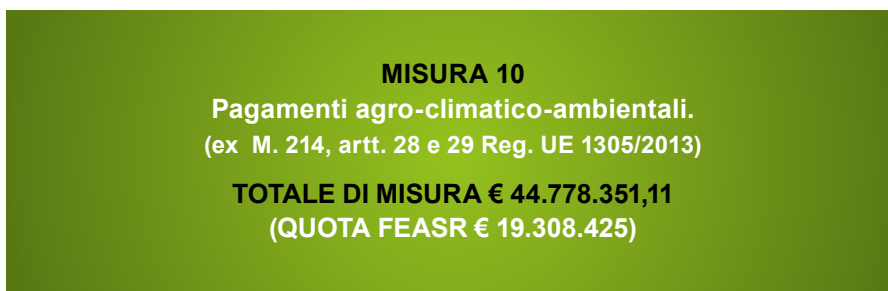 MISURA 10
Pagamenti agro-climatico-ambientali.
(ex M. 214, artt. 28 e 29 Reg. UE 1305/2013)
TOTALE DI MISURA € 44.778.351,11
(QUOTA FEASR € 19.308.425)